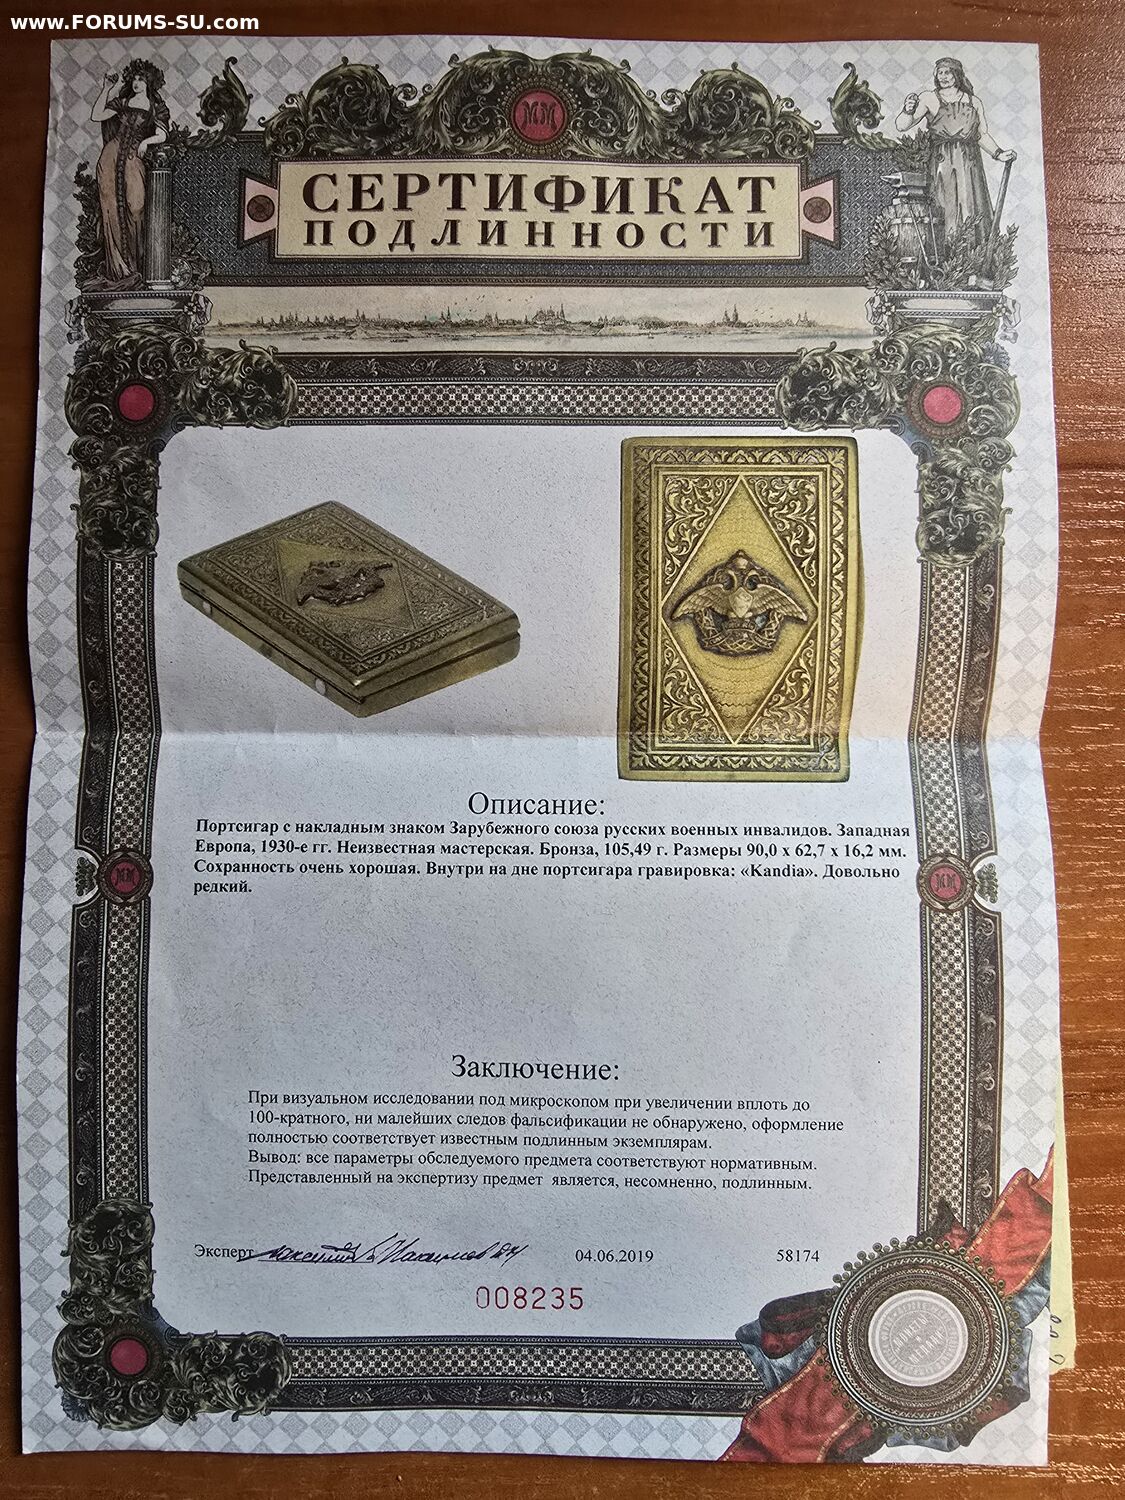 www.FORUMS-SU.com
ММ
СЕРТИФИКАТ
ПОДЛИННОСТИ
Описание:
Портсигар с накладным знаком Зарубежного союза русских военных инвалидов. Западная
Европа, 1930-е гг. Неизвестная мастерская. Бронза, 105,49 г. Размеры 90,0 х 62,7 х 16,2 мм.
Сохранность очень хорошая. Внутри на дне портсигара гравировка: «Kandia». Довольно
редкий.
ММ
ММ
Заключение:
При визуальном исследовании под микроскопом при увеличении вплоть до
100-кратного, ни малейших следов фальсификации не обнаружено, оформление
полностью соответствует известным подлинным экземплярам.
Вывод: все параметры обследуемого предмета соответствуют нормативным.
Представленный на экспертизу предмет является, несомненно, подлинным.
Эксперт
04.06.2019
58174
008235